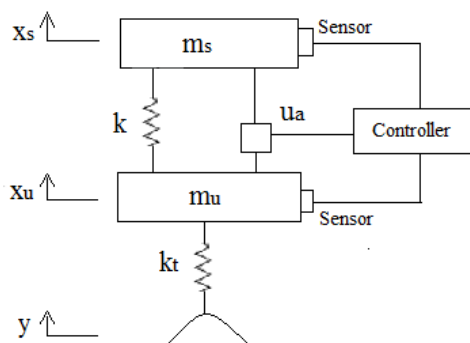 xs
ms
Sensor
k
ua
Controller
xu
mu
Sensor
kt
y